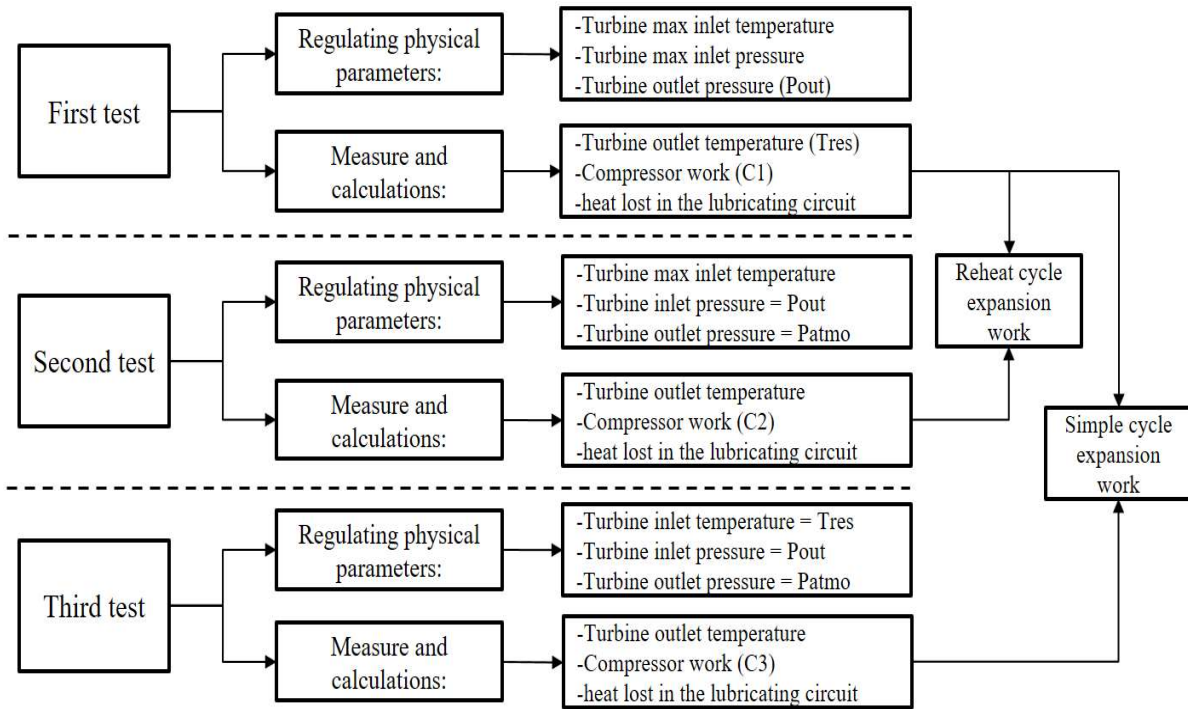 First test
Regulating physical
parameters:
-Turbine max inlet temperature
-Turbine max inlet pressure
-Turbine outlet pressure (Pout)
Measure and
calculations:
-Turbine outlet temperature (Tres)
-Compressor work (C1)
-heat lost in the lubricating circuit
Second test
Regulating physical
parameters:
-Turbine max inlet temperature
-Turbine inlet pressure = Pout
-Turbine outlet pressure = Patmo
Measure and
calculations:
-Turbine outlet temperature
-Compressor work (C2)
-heat lost in the lubricating circuit
Third test
Regulating physical
parameters:
-Turbine inlet temperature = Tres
-Turbine inlet pressure = Pout
-Turbine outlet pressure = Patmo
Measure and
calculations:
-Turbine outlet temperature
-Compressor work (C3)
-heat lost in the lubricating circuit
Reheat cycle
expansion
work
Simple cycle
expansion
work